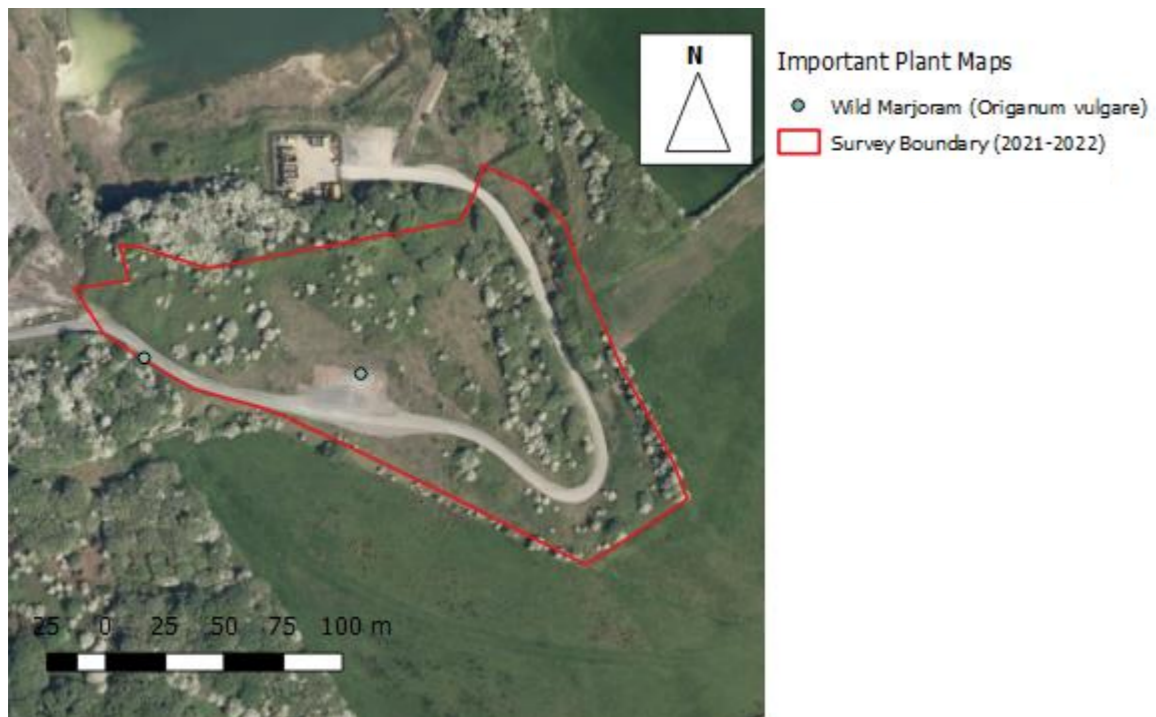 N
Important Plant Maps
Wild Marjoram (Origanum vulgare)
Survey Boundary (2021-2022)
25 0 25 50 75 100 m